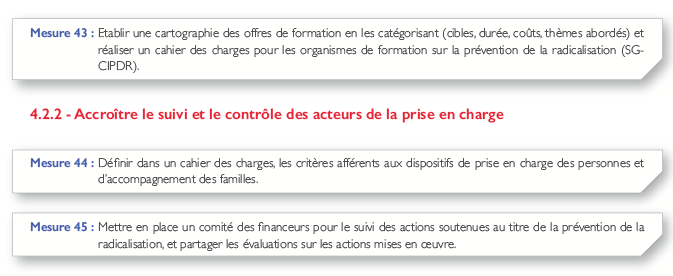 Mesure 43 : Etablir une cartographie des offres de formation en les catégorisant (cibles, durée, coûts, thèmes abordés) et
réaliser un cahier des charges pour les organismes de formation sur la prévention de la radicalisation (SG-
CIPDR).
4.2.2 - Accroître le suivi et le contrôle des acteurs de la prise en charge
Mesure 44 : Définir dans un cahier des charges, les critères afférents aux dispositifs de prise en charge des personnes et
d'accompagnement des familles.
Mesure 45 : Mettre en place un comité des financeurs pour le suivi des actions soutenues au titre de la prévention de la
radicalisation, et partager les évaluations sur les actions mises en œuvre.